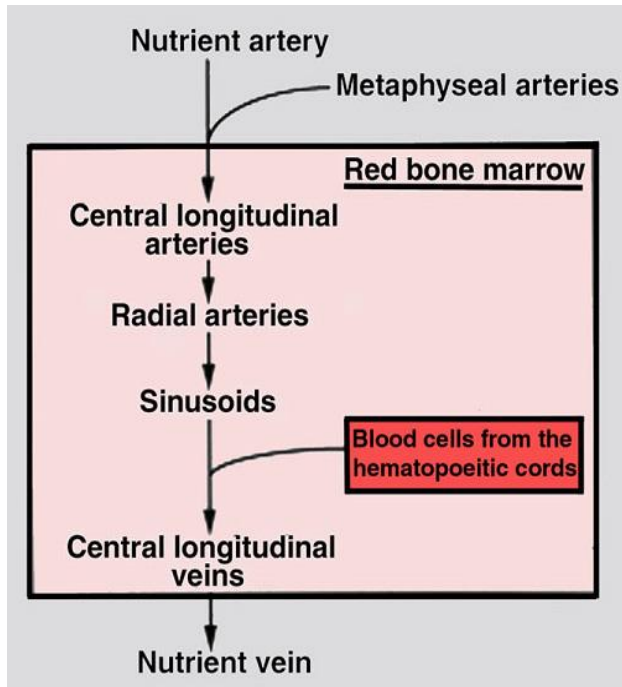 Nutrient artery
Metaphyseal arteries
Red bone marrow
Central longitudinal
arteries
Radial arteries
Sinusoids
Blood cells from the
hematopoeitic cords
Central longitudinal
veins
Nutrient vein